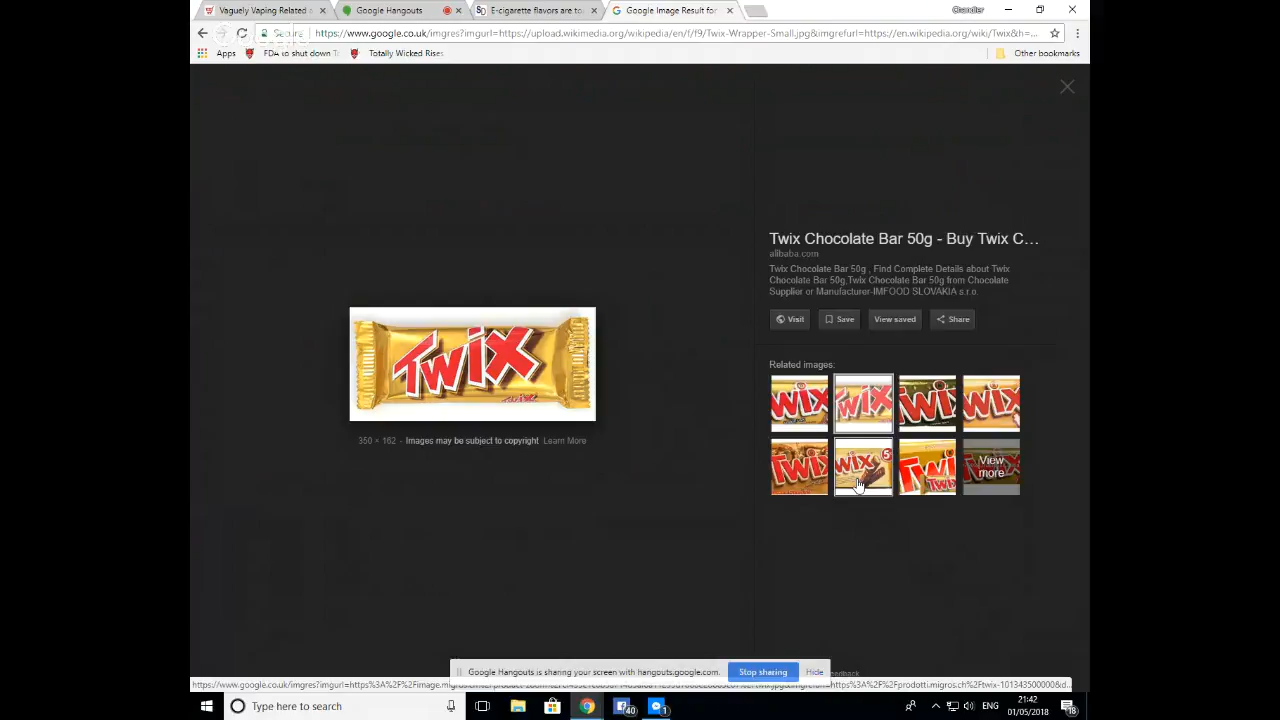 Vaguely Vaping Related a
Google Hangouts
E-cigarette flavors are to
Google Image Result for
Chandler
Secure
https://www.google.co.uk/imgres?imgurl=https://upload.wikimedia.org/wikipedia/en/f/f9/Twix-Wrapper-Small.jpg&imgrefurl=https://en.wikipedia.org/wiki/Twix&h=...
Apps
FDA to shut down
Totally Wicked Rises
Other bookmarks
Twix Chocolate Bar 50g - Buy Twix C...
alibaba.com
Twix Chocolate Bar 50g , Find Complete Details about Twix
Chocolate Bar 50g,Twix Chocolate Bar 50g from Chocolate
Supplier or Manufacturer-IMFOOD SLOVAKIA s.r.o.
Visit
Save
View saved
Share
Twix
350 × 162 - Images may be subject to copyright Learn More
Related images:
View
more
Google Hangouts is sharing your screen with hangouts.google.com.
Stop sharing
Hide
Type here to search
40
1
ENG
21:42
01/05/2018
18